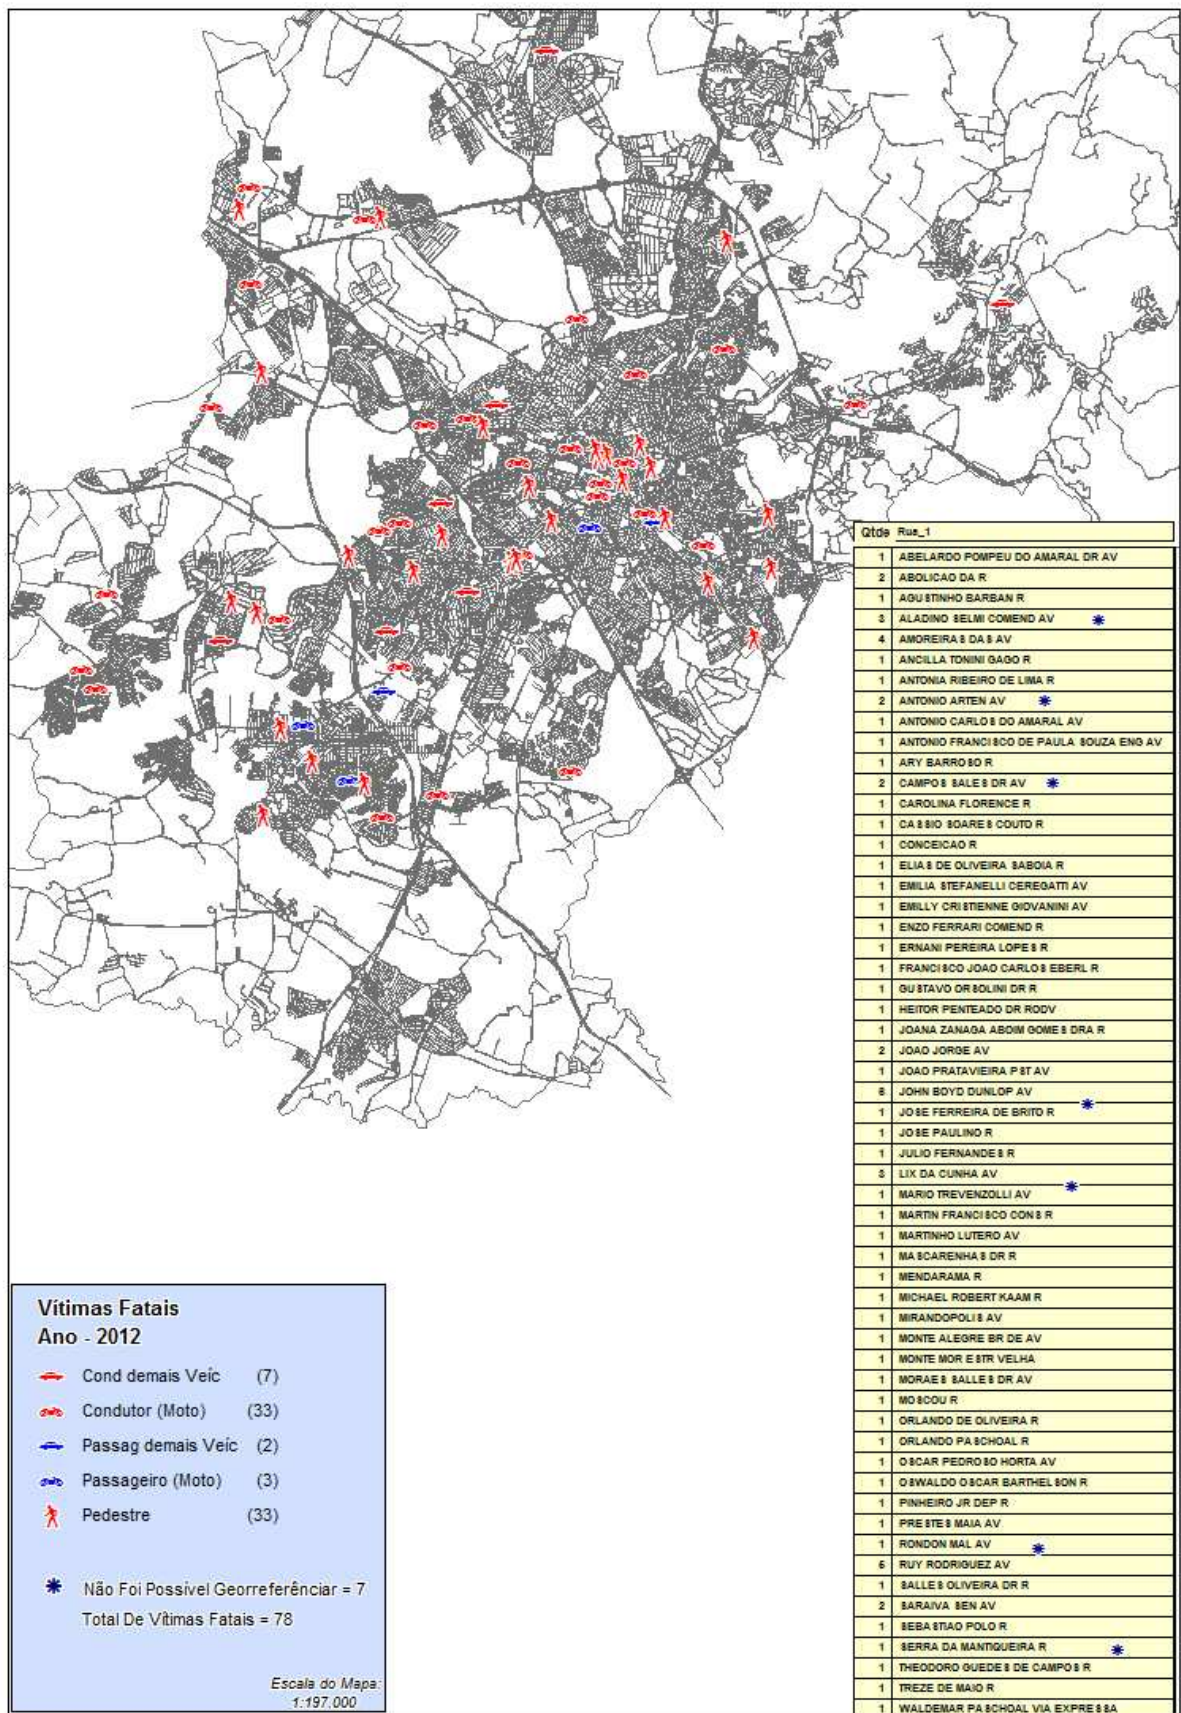 Qtde Rua_1
1 ABELARDO POMPEU DO AMARAL DR AV
2 ABOLICAO DA R
1 AGUSTINHO BARBAN R
3 ALADINO SELMI COMEND AV
4 AMOREIRAS DAS AV
1 ANCILLA TONINI GAGO R
1 ANTONIA RIBEIRO DE LIMA R
2 ANTONIO ARTEN AV
1 ANTONIO CARLOS DO AMARAL AV
1 ANTONIO FRANCISCO DE PAULA SOUZA ENG AV
1 ARY BARROSO R
2 CAMPOS SALES DR AV
1 CAROLINA FLORENCE R
1 CASSIO SOARES COUTO R
1 CONCEICAO R
1 ELIAS DE OLIVEIRA SABOIA R
1 EMILIA STEFANELLI CEREGATTI AV
1 EMILLY CRISTIENNE GIOVANINI AV
1 ENZO FERRARI COMEND R
1 ERNANI PEREIRA LOPES R
1 FRANCISCO JOAO CARLOS EBERL R
1 GUSTAVO ORSOLINI DR R
1 HEITOR PENTEADO DR RODV
1 JOANA ZANAGA ABOIM GOMES DRA R
2 JOAO JORGE AV
1 JOAO PRATAVIEIRA PST AV
6 JOHN BOYD DUNLOP AV
1 JOSE FERREIRA DE BRITO R
1 JOSE PAULINO R
1 JULIO FERNANDES R
3 LIX DA CUNHA AV
1 MARIO TREVENZOLLI AV
1 MARTIN FRANCISCO CONS R
1 MARTINHO LUTERO AV
1 MASCARENHAS DR R
1 MENDARAMA R
1 MICHAEL ROBERT KAAM R
1 MIRANDOPOLIS AV
1 MONTE ALEGRE BR DE AV
1 MONTE MOR ESTR VELHA
1 MORAES SALLES DR AV
1 MOSCOU R
1 ORLANDO DE OLIVEIRA R
1 ORLANDO PASCHOAL R
1 OSCAR PEDROSO HORTA AV
1 OSWALDO OSCAR BARTHELSON R
1 PINHEIRO JR DEP R
1 PRESTES MAIA AV
1 RONDON MAL AV
5 RUY RODRIGUEZ AV
1 SALLES OLIVEIRA DR R
2 SARAIVA SEN AV
1 SEBASTIAO POLO R
1 SERRA DA MANTIQUEIRA R
1 THEODORO GUEDES DE CAMPOS R
1 TREZE DE MAIO R
1 WALDEMAR PASCHOAL VIA EXPRESSA
Vítimas Fatais
Ano - 2012
Cond demais Veíc (7)
Condutor (Moto) (33)
Passag demais Veíc (2)
Passageiro (Moto) (3)
Pedestre (33)
Não Foi Possível Georreferênciar = 7
Total De Vítimas Fatais = 78
Escala do Mapa:
1:197.000